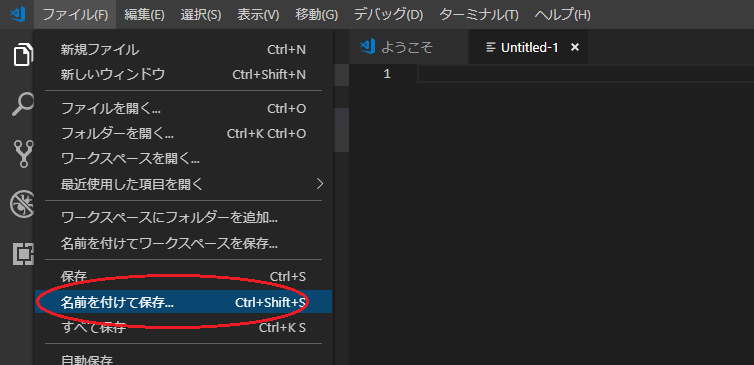 ファイル(F) 編集(E) 選択(S) 表示(V) 移動(G) デバッグ(D) ターミナル(T) ヘルプ(H)
ようこそ Untitled-1
1
新規ファイル Ctrl+N
新しいウィンドウ Ctrl+Shift+N
ファイルを開く... Ctrl+O
フォルダーを開く... Ctrl+K Ctrl+O
ワークスペースを開く...
最近使用した項目を開く
ワークスペースにフォルダーを追加...
名前を付けてワークスペースを保存...
保存 Ctrl+S
名前を付けて保存... Ctrl+Shift+S
すべて保存 Ctrl+K S
自動保存